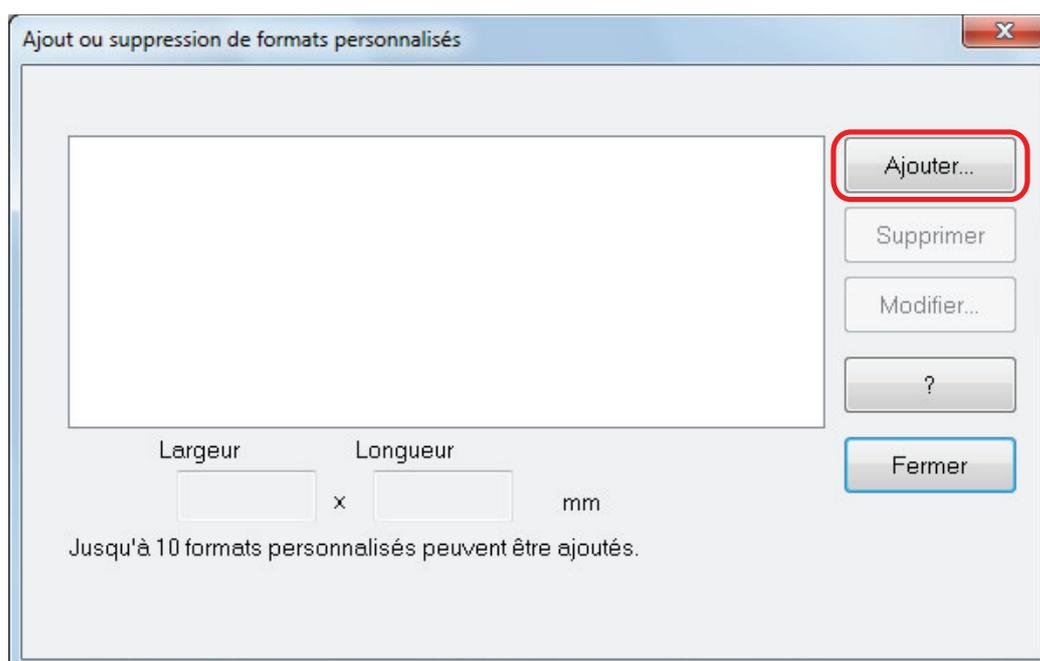 Ajout ou suppression de formats personnalisés
x
Ajouter...
Supprimer
Modifier...
?
Fermer
Largeur Longueur
x mm
Jusqu'à 10 formats personnalisés peuvent être ajoutés.